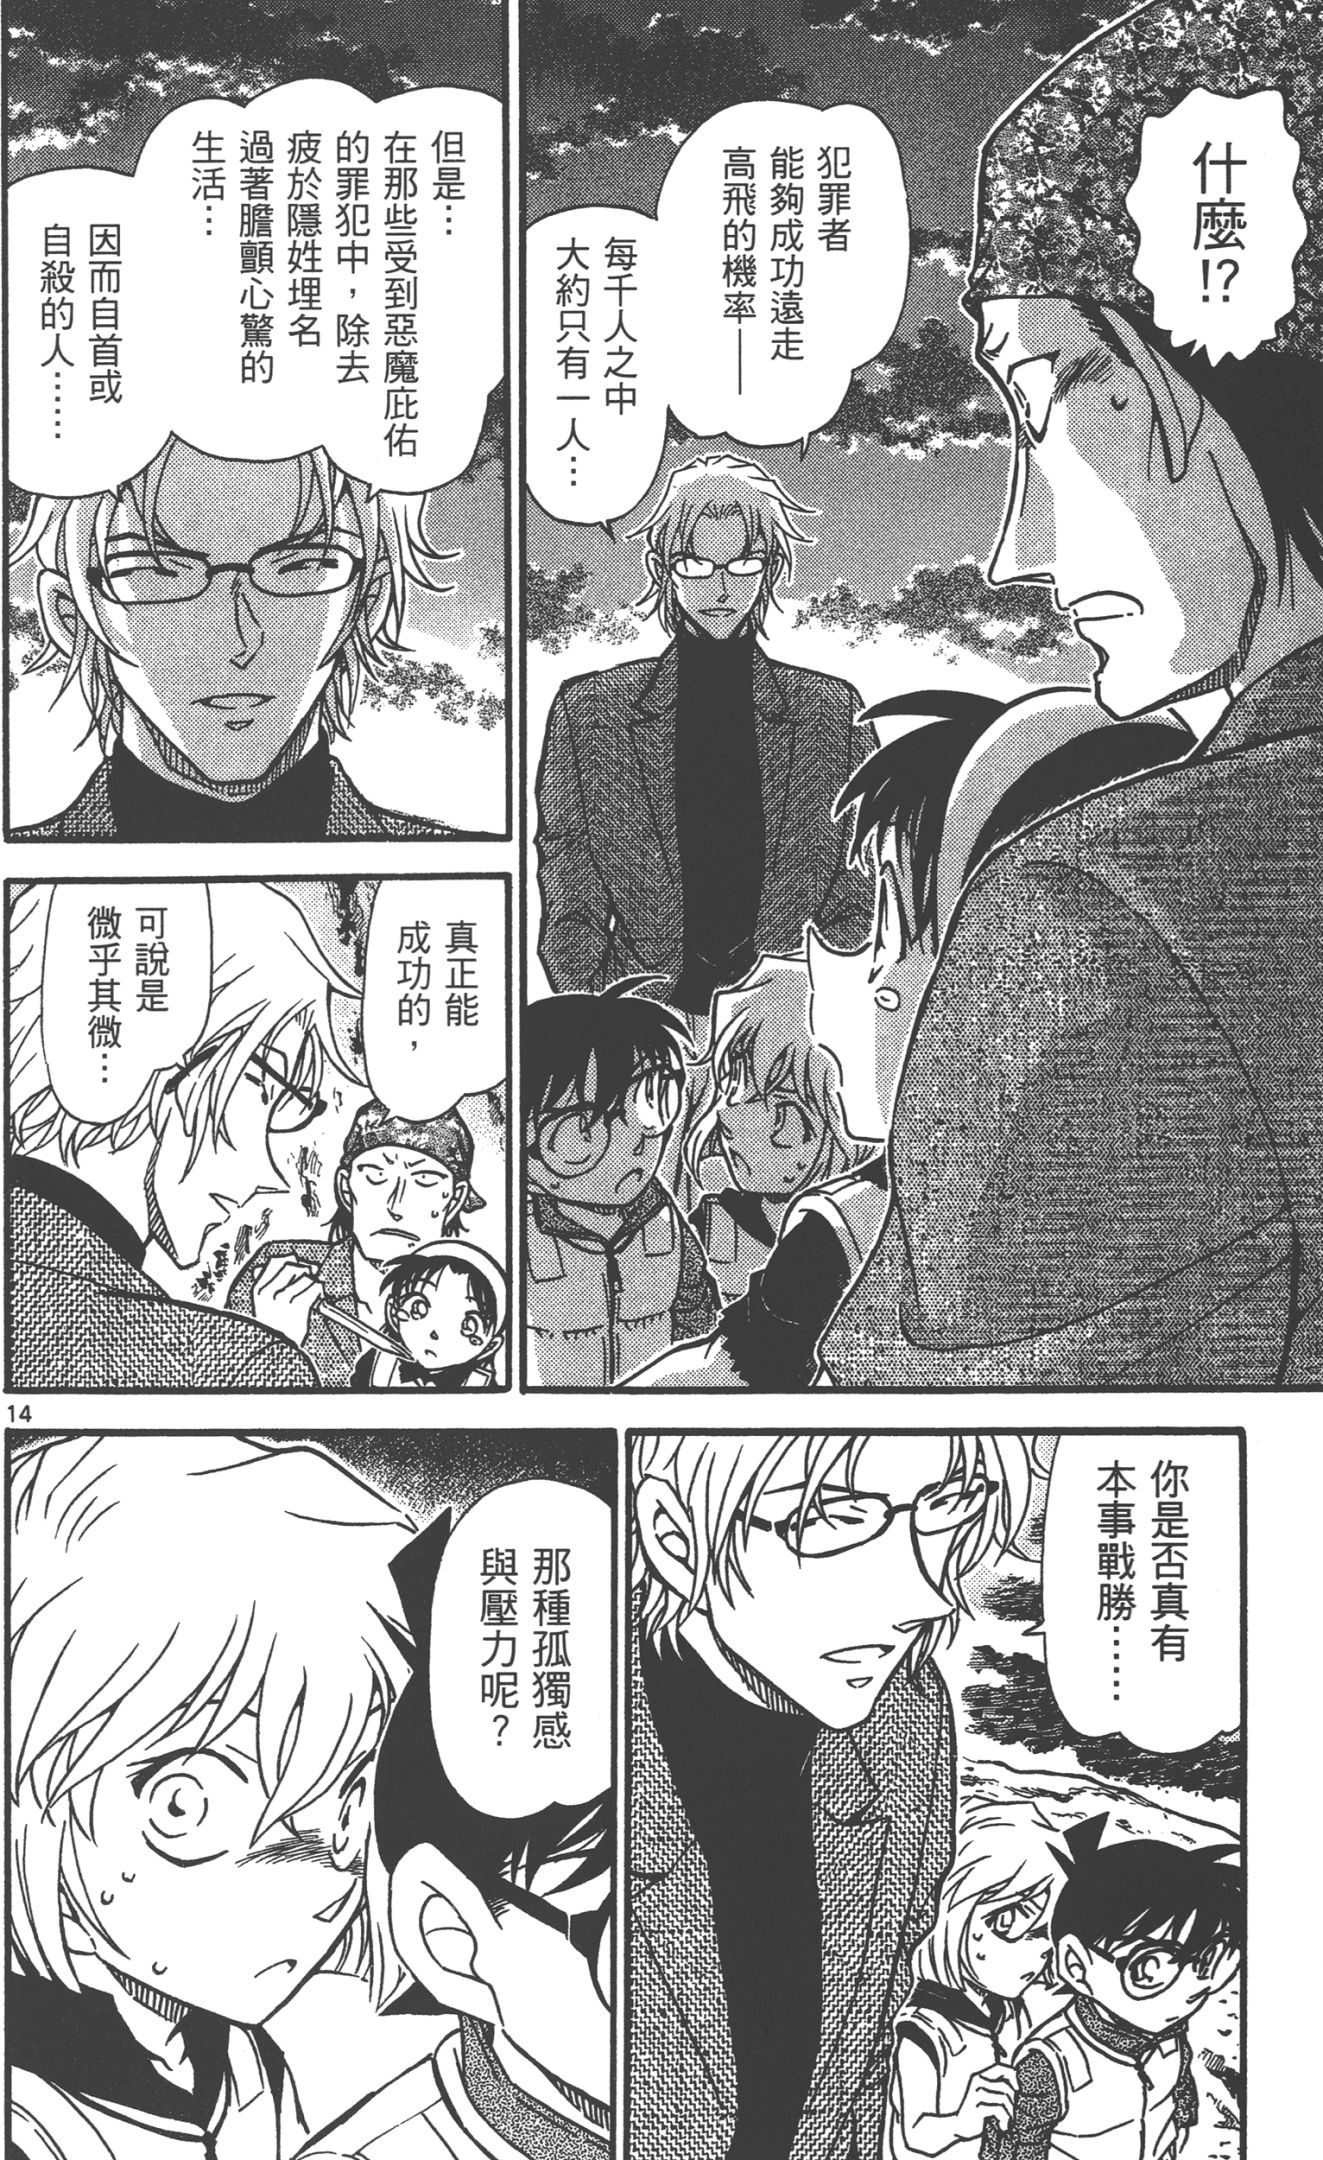 什麼!?
犯罪者
能夠成功遠走
高飛的機率——
每千人之中
大約只有一人…
但是…
在那些受到惡魔庇佑
的罪犯中，除去
疲於隱姓埋名
過著膽顫心驚的
生活…
因而自首或
自殺的人……
真正能
成功的，
可說是
微乎其微…
14
你是否真有
本事戰勝……
那種孤獨感
與壓力呢？